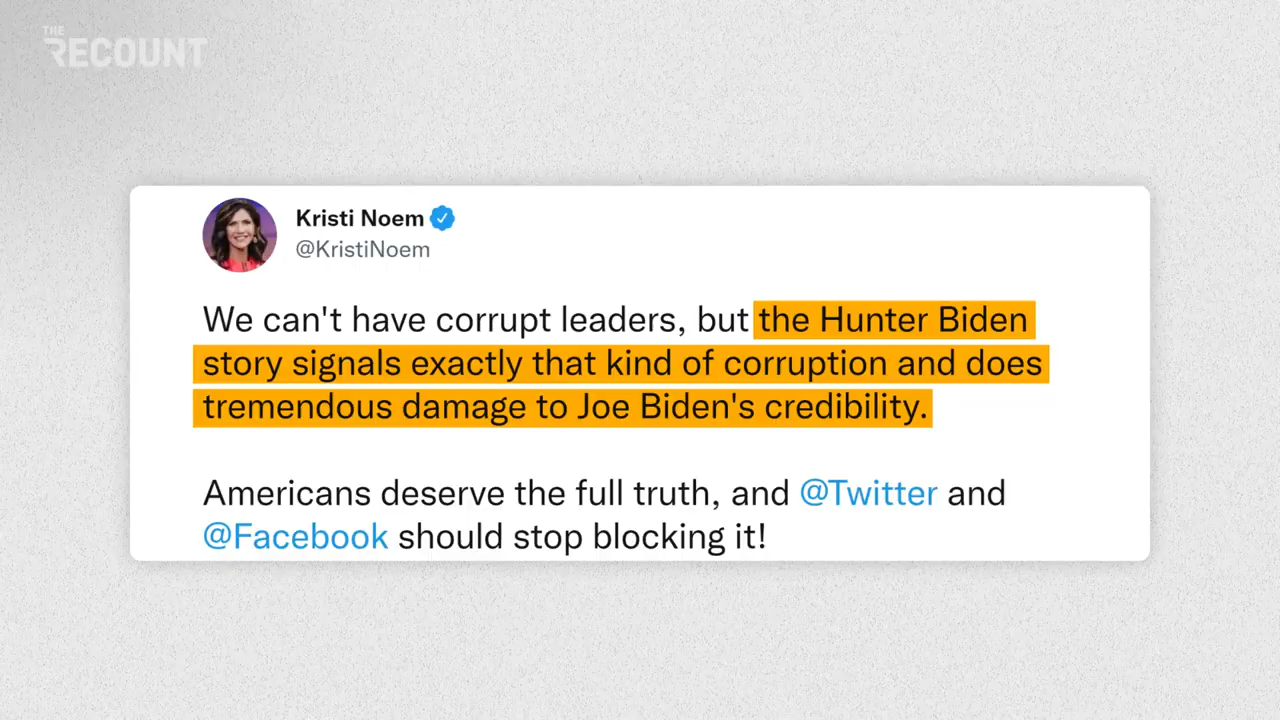 THE
RECOUNT
Kristi Noem
@KristiNoem
We can't have corrupt leaders, but the Hunter Biden
story signals exactly that kind of corruption and does
tremendous damage to Joe Biden's credibility.
Americans deserve the full truth, and @Twitter and
@Facebook should stop blocking it!